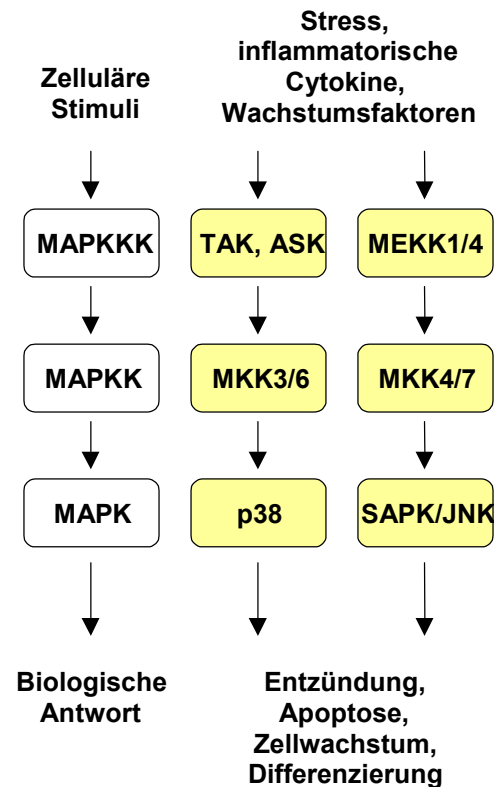 Zelluläre
Stimuli
Stress,
inflammatorische
Cytokine,
Wachstumsfaktoren
MAPKKK
TAK, ASK
MEKK1/4
MAPKK
MKK3/6
MKK4/7
MAPK
p38
SAPK/JNK
Biologische
Antwort
Entzündung,
Apoptose,
Zellwachstum,
Differenzierung